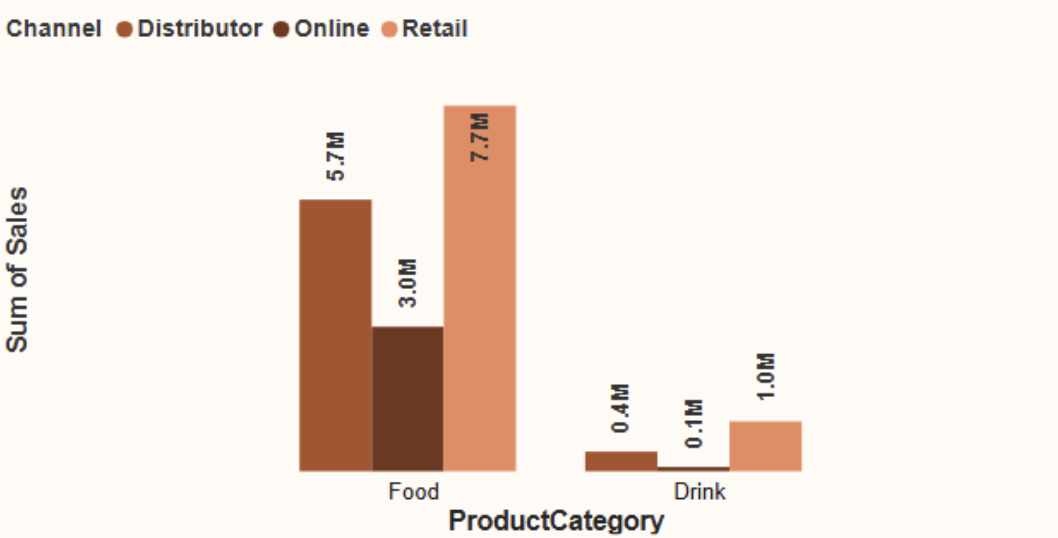 Channel Distributor Online Retail
Sum of Sales
5.7M
3.0M
7.7M
0.4M
0.1M
1.0M
Food Drink
ProductCategory